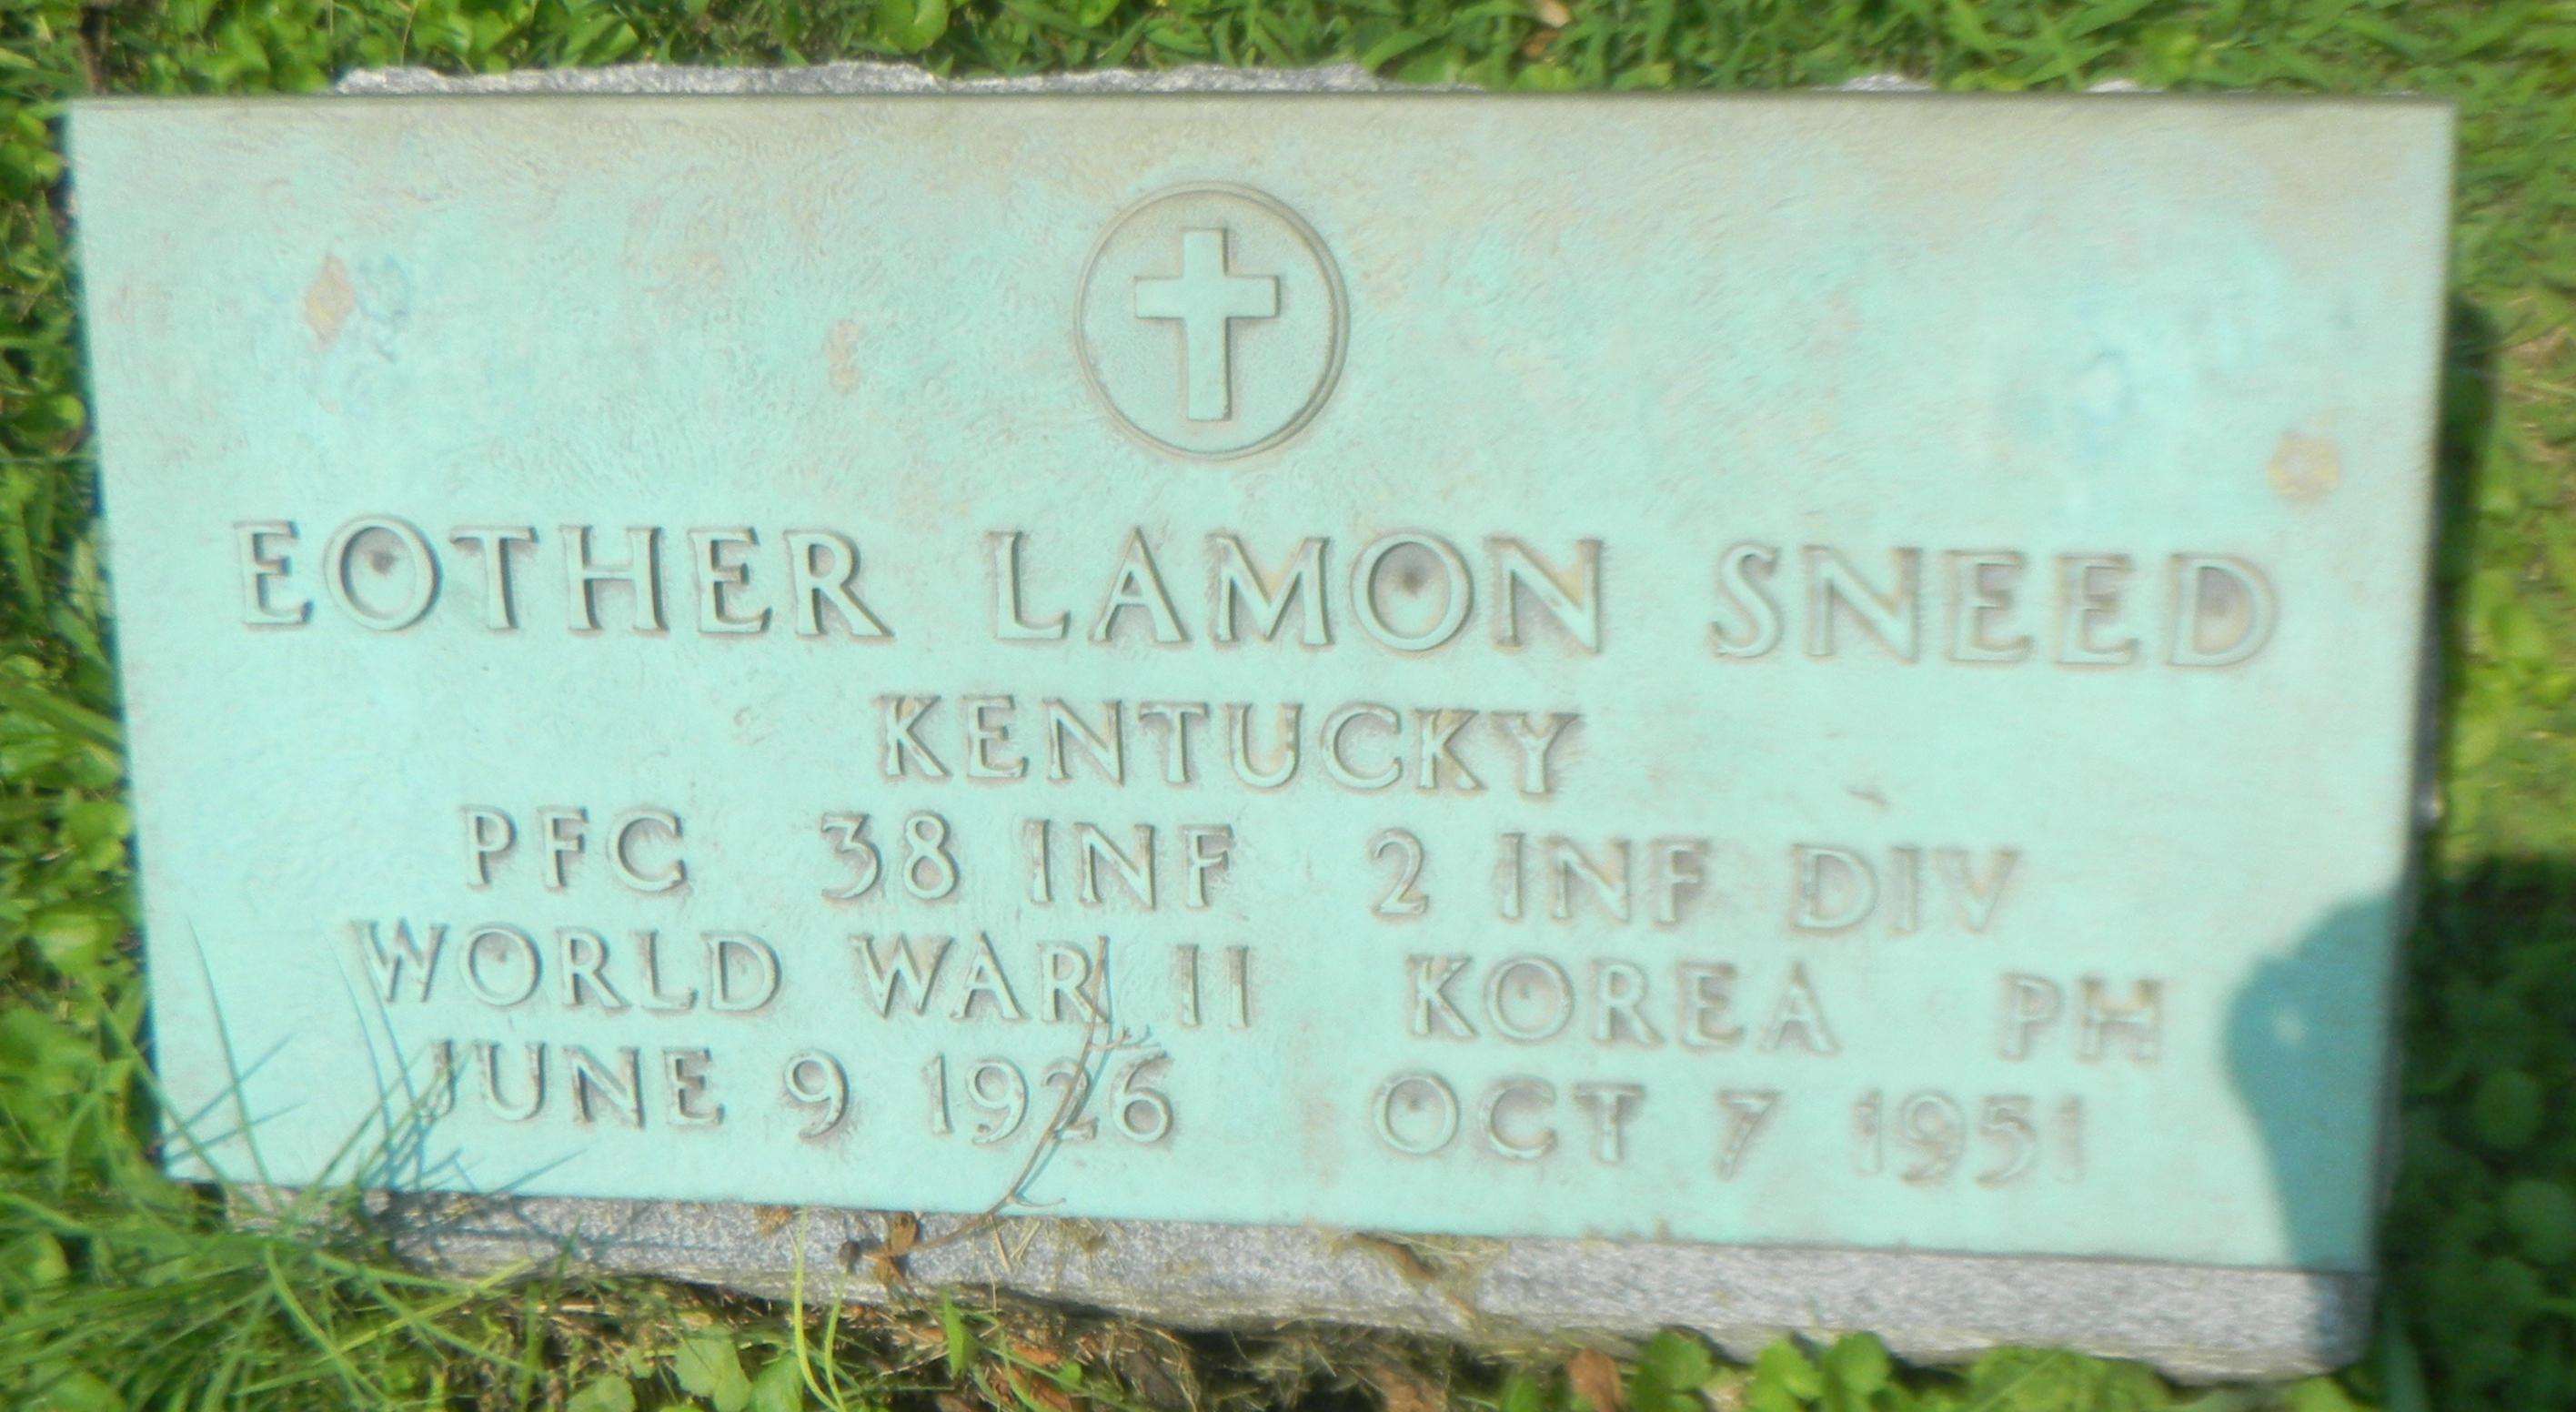 EOTHER LAMON SNEED
KENTUCKY
PFC 38 INF 2 INF DIV
WORLD WAR II KOREA PH
JUNE 9 1926 OCT 7 1951